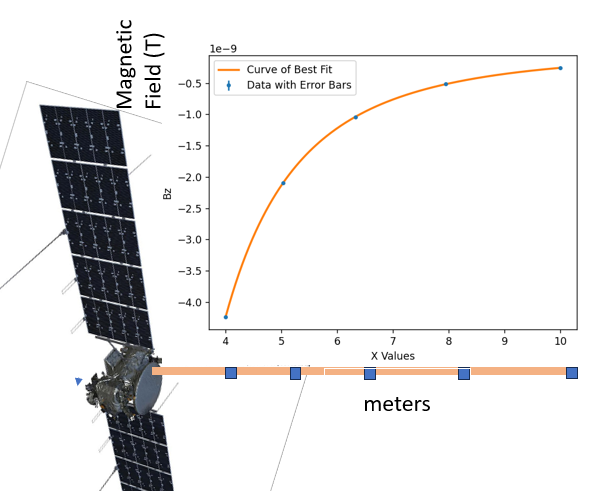 Magnetic
Field (T)
1e−9
Curve of Best Fit
Data with Error Bars
Bz
−0.5
−1.0
−1.5
−2.0
−2.5
−3.0
−3.5
−4.0
4 5 6 7 8 9 10
X Values
meters